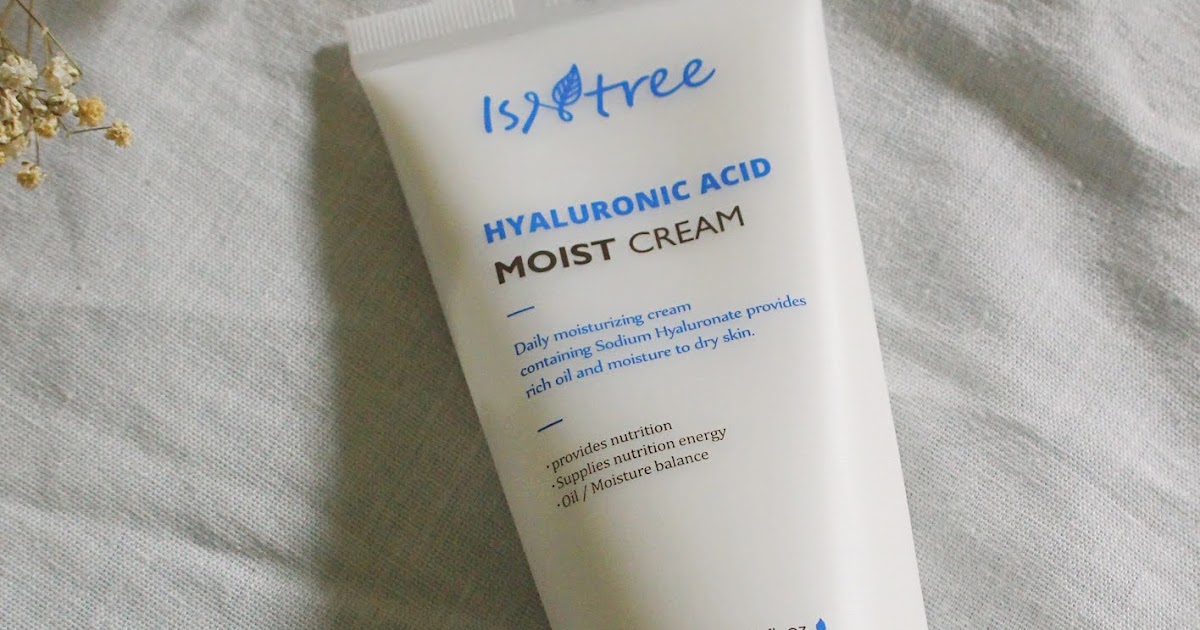 Isntree
HYALURONIC ACID
MOIST CREAM
Daily moisturizing cream
containing Sodium Hyaluronate provides
rich oil and moisture to dry skin.
·provides nutrition
·Supplies nutrition energy
·Oil / Moisture balance